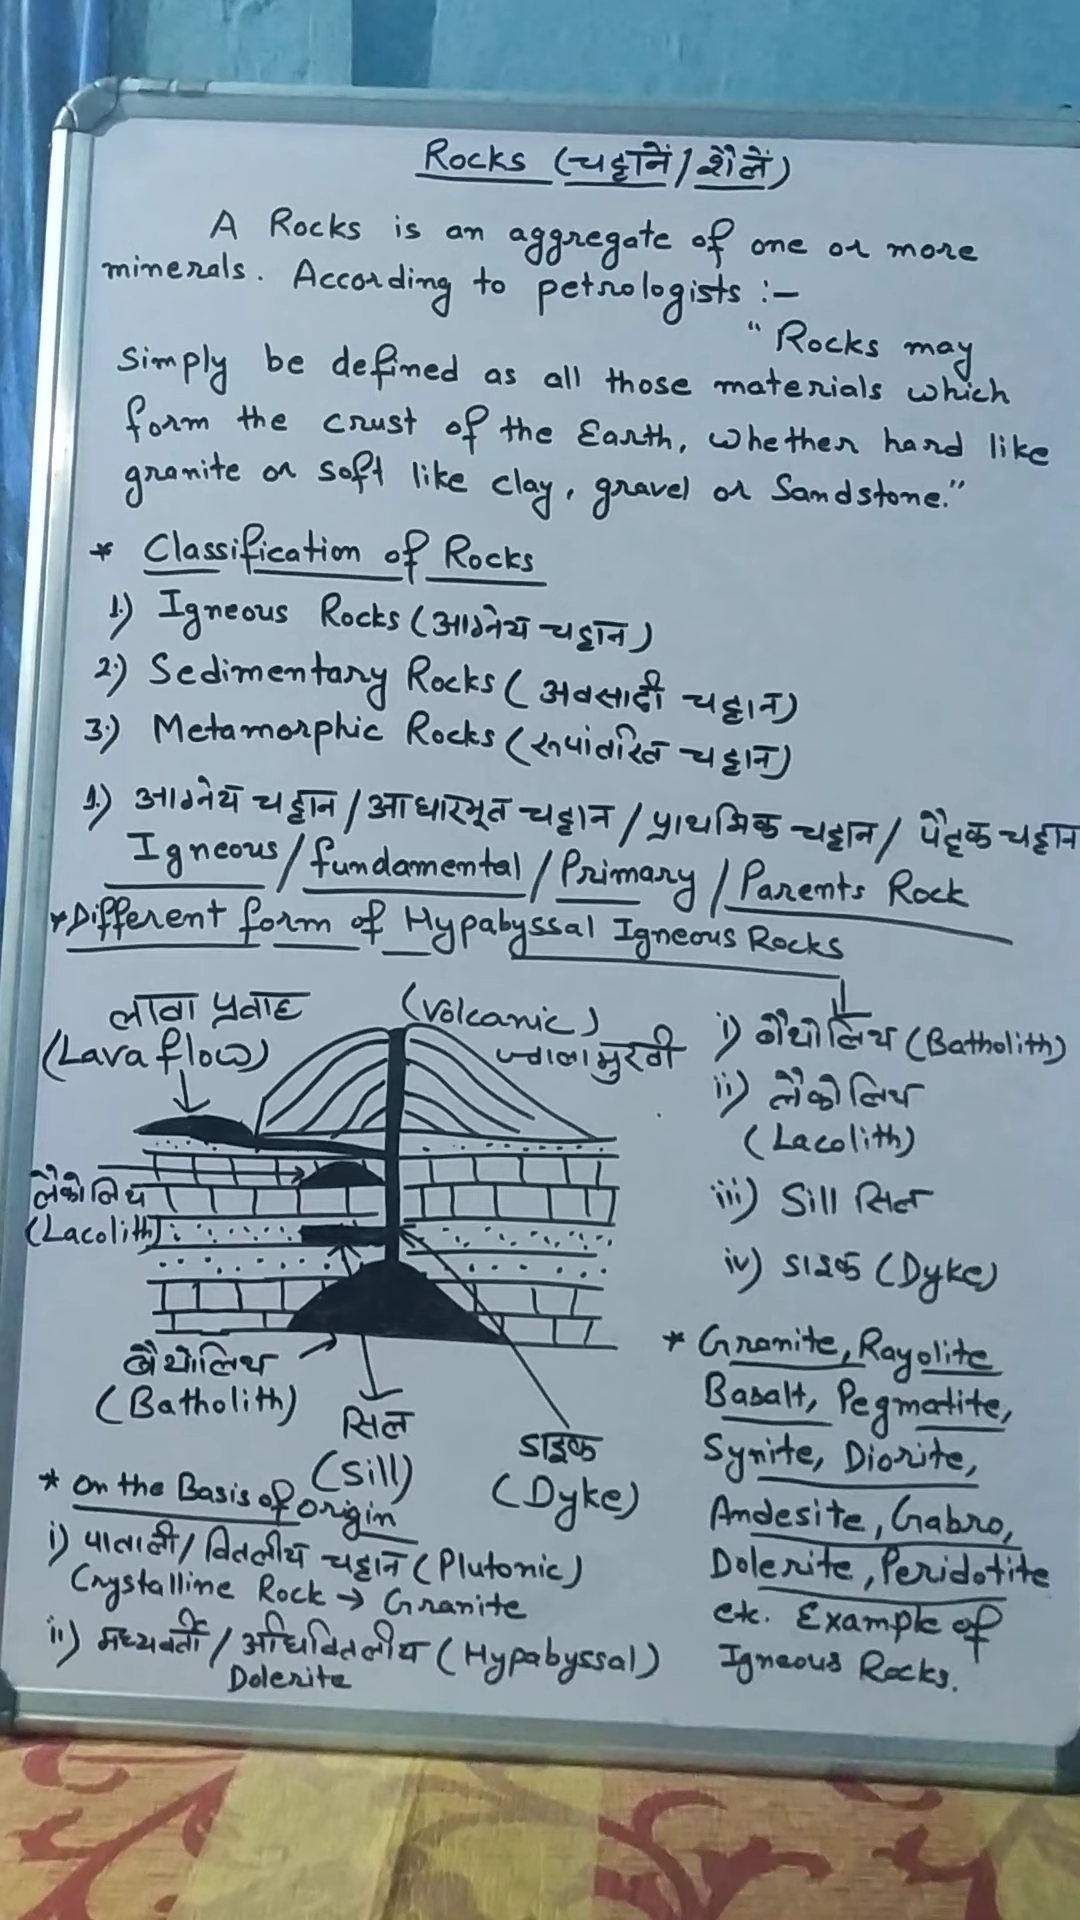 Rocks (चट्टानें/शैलें)
A Rocks is an aggregate of one or more
minerals. According to petrologists :-
"Rocks may
Simply be defined as all those materials which
form the crust of the Earth, whether hard like
granite or soft like clay, gravel or Sandstone."
* Classification of Rocks
1.) Igneous Rocks (आग्नेय चट्टान)
2.) Sedimentary Rocks (अवसादी चट्टान)
3.) Metamorphic Rocks (रूपांतरित चट्टान)
1.) आग्नेय चट्टान/आधारभूत चट्टान/प्राथमिक चट्टान/ पैतृक चट्टान
Igneous/fundamental/Primary/Parents Rock
* Different form of Hypabyssal Igneous Rocks
लावा प्रवाह
(Lava flow)
(Volcanic)
ज्वालामुखी
लैकोलिथ
(Lacolith)
बैथोलिथ
(Batholith)
सिल
(Sill)
डाइक
(Dyke)
i) बैथोलिथ (Batholith)
ii) लैकोलिथ
(Lacolith)
iii) Sill सिल
iv) डाइक (Dyke)
* Granite, Rayolite
Basalt, Pegmatite,
Synite, Diorite,
Andesite, Gabro,
Dolerite, Peridotite
etc. Example of
Igneous Rocks.
* On the Basis of Origin
i) पाताली/वितलीय चट्टान (Plutonic)
Crystalline Rock → Granite
ii) मध्यवर्ती/अधिवितलीय (Hypabyssal)
Dolerite